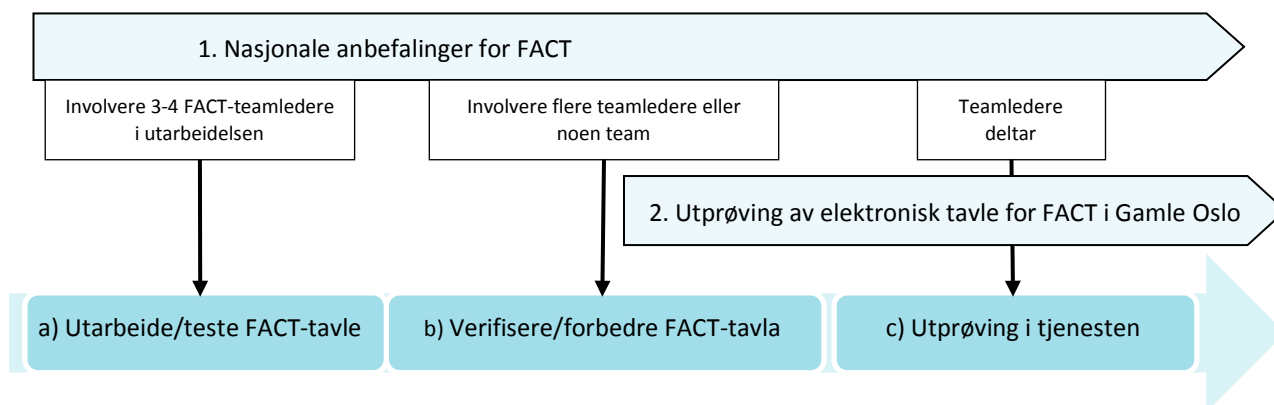 1. Nasjonale anbefalinger for FACT
Involvere 3-4 FACT-teamledere
i utarbeidelsen
Involvere flere teamledere eller
noen team
Teamledere
deltar
2. Utprøving av elektronisk tavle for FACT i Gamle Oslo
a) Utarbeide/teste FACT-tavle
b) Verifisere/forbedre FACT-tavla
c) Utprøving i tjenesten